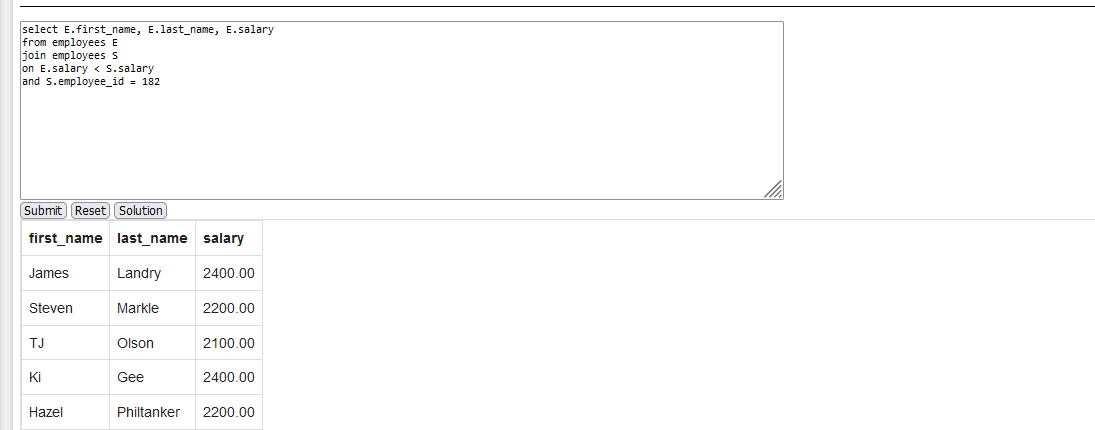 select E.first_name, E.last_name, E.salary
from employees E
join employees S
on E.salary < S.salary
and S.employee_id = 182
Submit Reset Solution
first_name last_name salary
James Landry 2400.00
Steven Markle 2200.00
TJ Olson 2100.00
Ki Gee 2400.00
Hazel Philtanker 2200.00